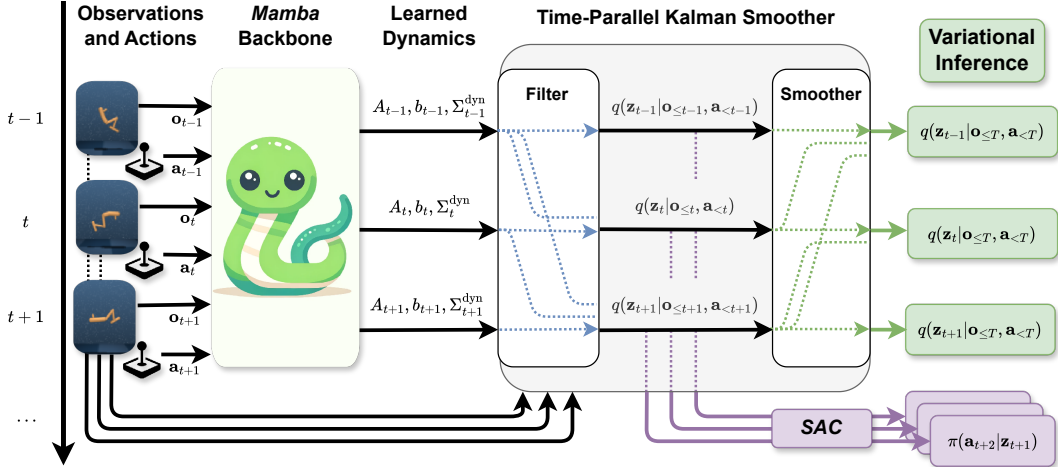 Observations
and Actions
Mamba
Backbone
Learned
Dynamics
Time-Parallel Kalman Smoother
Variational
Inference
Filter
Smoother
t − 1
o_{t−1}
a_{t−1}
A_{t−1}, b_{t−1}, Σ^{dyn}_{t−1}
q(z_{t−1}|o_{≤t−1}, a_{<t−1})
q(z_{t−1}|o_{≤T}, a_{<T})
t
o_t
a_t
A_t, b_t, Σ^{dyn}_t
q(z_t|o_{≤t}, a_{<t})
q(z_t|o_{≤T}, a_{<T})
t + 1
o_{t+1}
a_{t+1}
A_{t+1}, b_{t+1}, Σ^{dyn}_{t+1}
q(z_{t+1}|o_{≤t+1}, a_{<t+1})
q(z_{t+1}|o_{≤T}, a_{<T})
...
SAC
π(a_{t+2}|z_{t+1})